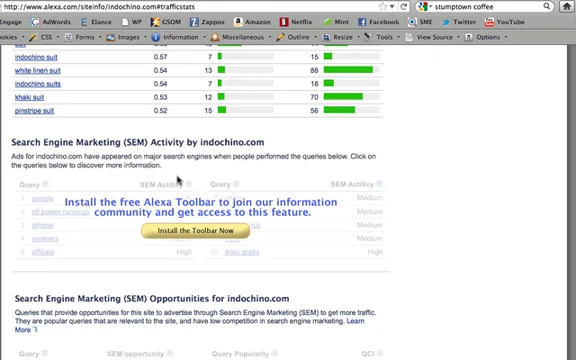 http://www.alexa.com/siteinfo/indochino.com#trafficstats
stumptown coffee
Engage AdWords Elance W GSOM Zappos Amazon Netflix Mint Facebook SME Twitter YouTube
ookies CSS Forms Images Information Miscellaneous Outline Resize Tools View Source Options
indochino suit 0.57 7 15
white linen suit 0.54 13 88
indochino suits 0.54 7 18
khaki suit 0.53 12 70
pinstripe suit 0.52 15 56
Search Engine Marketing (SEM) Activity by indochino.com
Ads for indochino.com have appeared on major search engines when people performed the queries below. Click on
the queries below to discover more information.
Query SEM Activity Query SEM Activity
1 google Medium
Install the free Alexa Toolbar to join our information
2 nfl power rankings
community and get access to this feature.
3 iphone Medium
Install the Toolbar Now
4 yankees Medium
5 affiliate High 10 Medium
Search Engine Marketing (SEM) Opportunities for indochino.com
Queries that provide opportunities for this site to advertise through Search Engine Marketing (SEM) to get more traffic.
They are popular queries that are relevant to the site, and have low competition in search engine marketing. Learn
More
Query SEM opportunity Query Popularity QCI